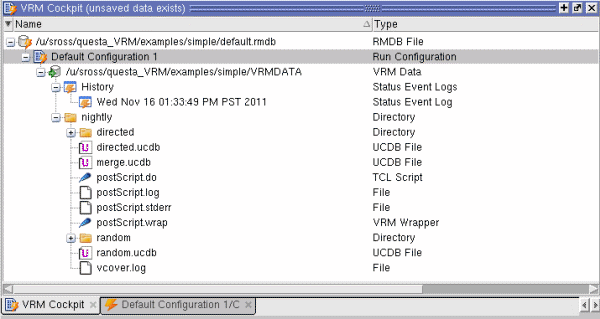 VRM Cockpit (unsaved data exists)
Name Type
/u/sross/questa_VRM/examples/simple/default.rmdb RMDB File
Default Configuration 1 Run Configuration
/u/sross/questa_VRM/examples/simple/VRMDATA VRM Data
History Status Event Logs
Wed Nov 16 01:33:49 PM PST 2011 Status Event Log
nightly Directory
directed Directory
directed.ucdb UCDB File
merge.ucdb UCDB File
postScript.do TCL Script
postScript.log File
postScript.stderr File
postScript.wrap VRM Wrapper
random Directory
random.ucdb UCDB File
vcover.log File
VRM Cockpit Default Configuration 1/C